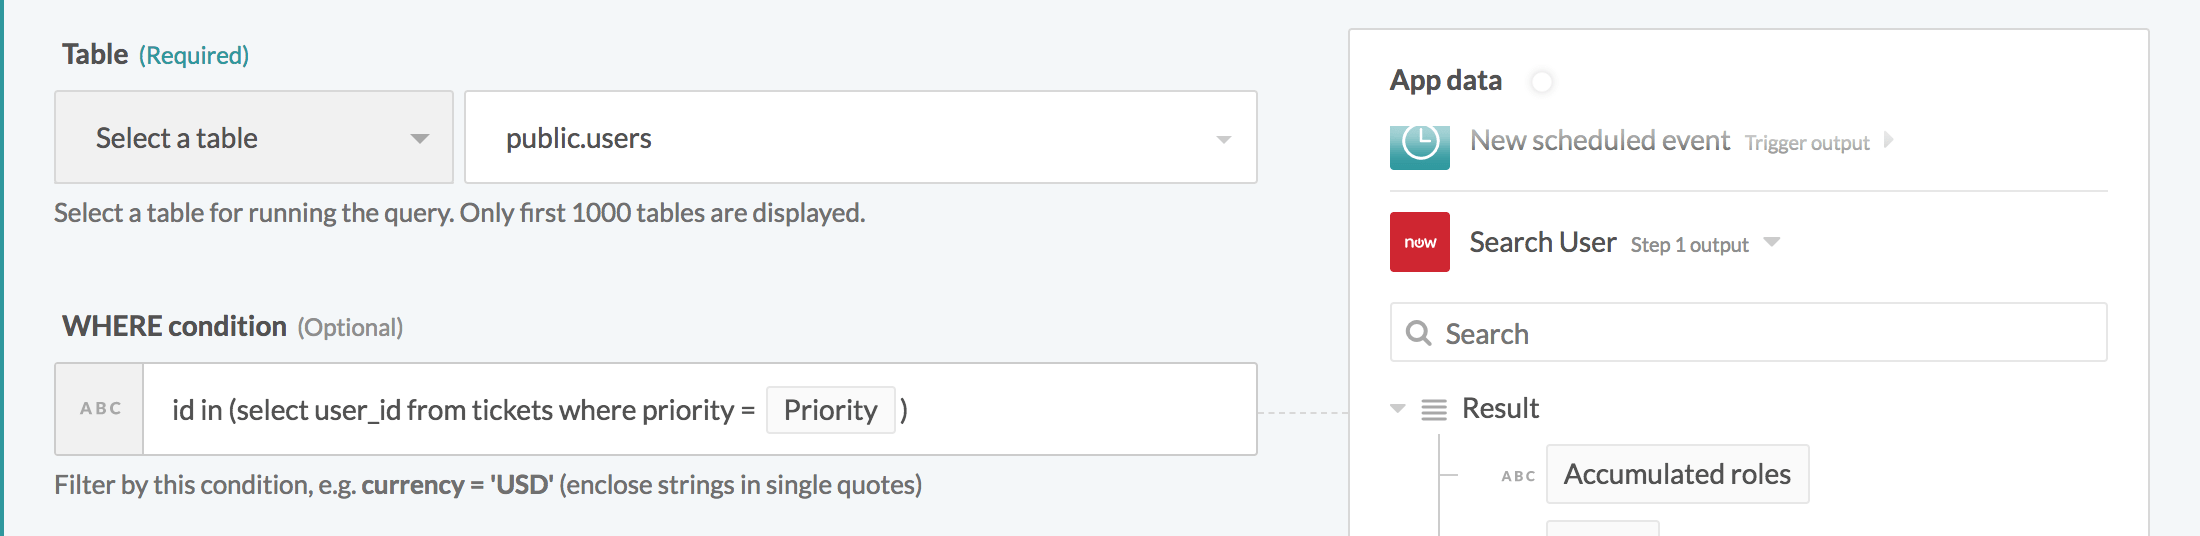 Table (Required)
Select a table
public.users
Select a table for running the query. Only first 1000 tables are displayed.
WHERE condition (Optional)
ABC
id in (select user_id from tickets where priority = Priority )
Filter by this condition, e.g. currency = 'USD' (enclose strings in single quotes)
App data
New scheduled event Trigger output
now
Search User Step 1 output
Search
Result
ABC Accumulated roles